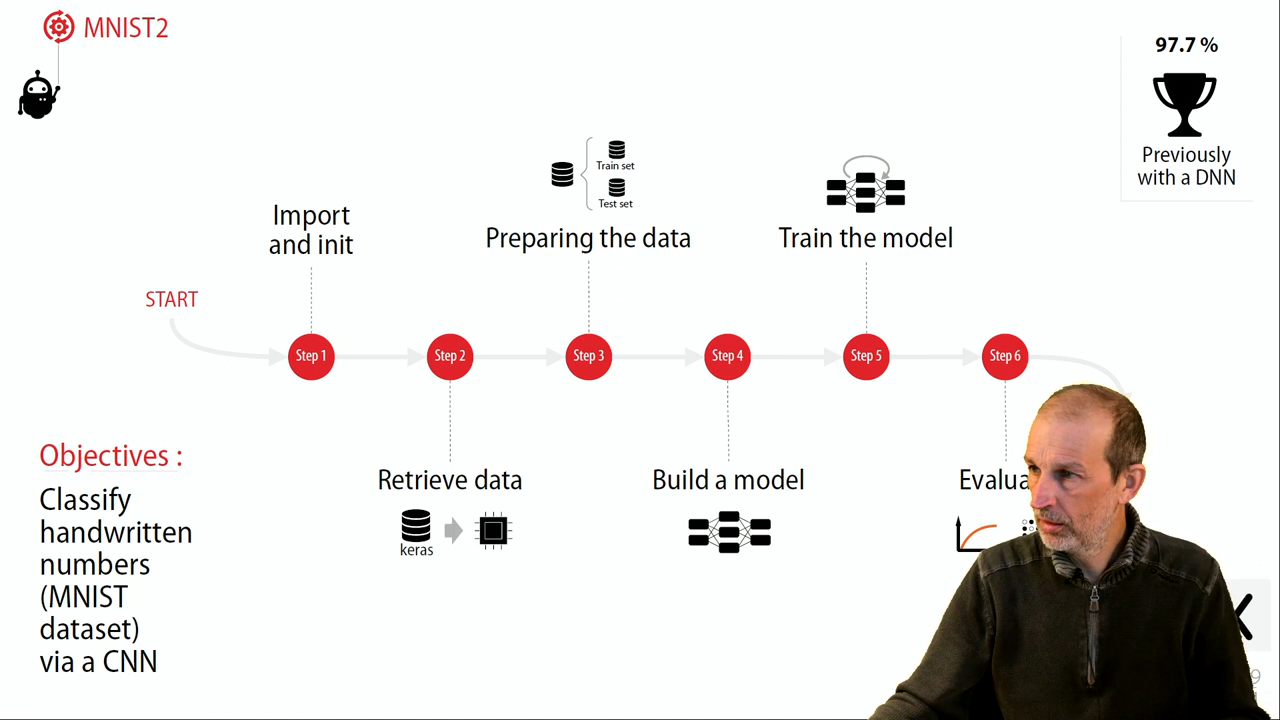 MNIST2
97.7 %
Previously
with a DNN
Train set
Test set
Import
and init
Preparing the data
Train the model
START
Step 1
Step 2
Step 3
Step 4
Step 5
Step 6
Objectives :
Classify
handwritten
numbers
(MNIST
dataset)
via a CNN
Retrieve data
keras
Build a model